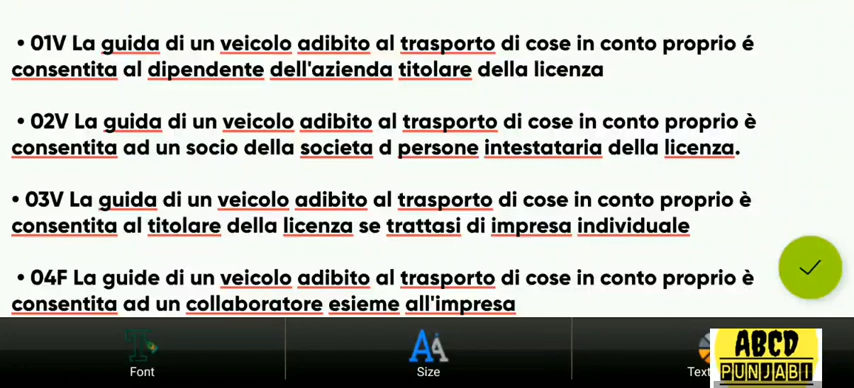 • 01V La guida di un veicolo adibito al trasporto di cose in conto proprio é
consentita al dipendente dell'azienda titolare della licenza
• 02V La guida di un veicolo adibito al trasporto di cose in conto proprio è
consentita ad un socio della societa d persone intestataria della licenza.
• 03V La guida di un veicolo adibito al trasporto di cose in conto proprio è
consentita al titolare della licenza se trattasi di impresa individuale
• 04F La guide di un veicolo adibito al trasporto di cose in conto proprio è
consentita ad un collaboratore esieme all'impresa
Font
Size
Text
ABCD
PUNJABI